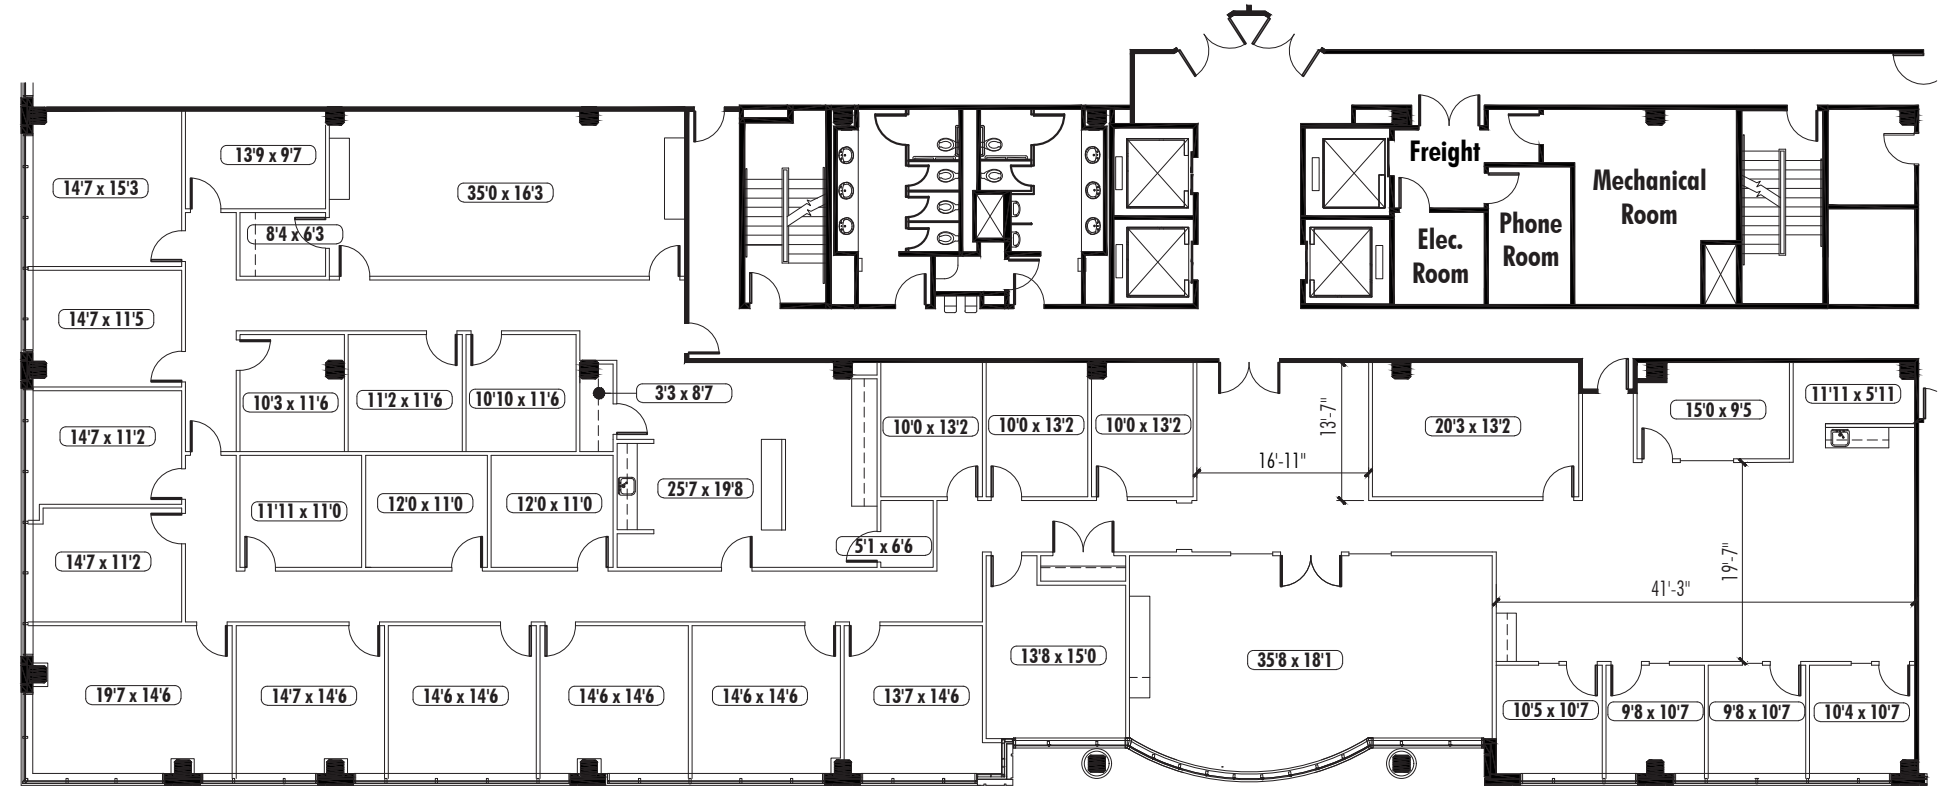 13'9 x 9'7
14'7 x 15'3
35'0 x 16'3
8'4 x 6'3
Freight
Mechanical
Room
Phone
Room
Elec.
Room
14'7 x 11'5
10'3 x 11'6
11'2 x 11'6
10'10 x 11'6
3'3 x 8'7
11'11 x 5'11
15'0 x 9'5
14'7 x 11'2
10'0 x 13'2
10'0 x 13'2
10'0 x 13'2
13'-7"
20'3 x 13'2
16'-11"
11'11 x 11'0
12'0 x 11'0
12'0 x 11'0
25'7 x 19'8
5'1 x 6'6
14'7 x 11'2
19'-7"
41'-3"
13'8 x 15'0
35'8 x 18'1
19'7 x 14'6
14'7 x 14'6
14'6 x 14'6
14'6 x 14'6
14'6 x 14'6
13'7 x 14'6
10'5 x 10'7
9'8 x 10'7
9'8 x 10'7
10'4 x 10'7